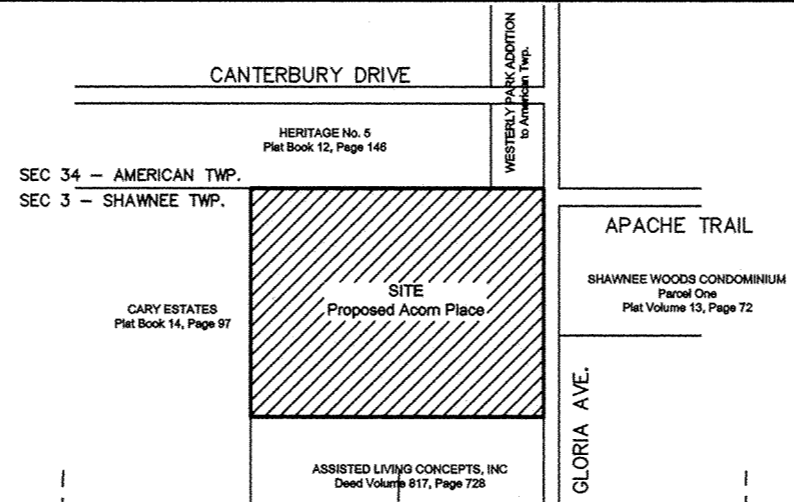 WESTERLY PARK ADDITION
to American Twp.
CANTERBURY DRIVE
HERITAGE No. 5
Plat Book 12, Page 146
SEC 34 - AMERICAN TWP.
SEC 3 - SHAWNEE TWP.
APACHE TRAIL
SHAWNEE WOODS CONDOMINIUM
Parcel One
Plat Volume 13, Page 72
SITE
Proposed Acorn Place
CARY ESTATES
Plat Book 14, Page 97
GLORIA AVE.
ASSISTED LIVING CONCEPTS, INC
Deed Volume 817, Page 728